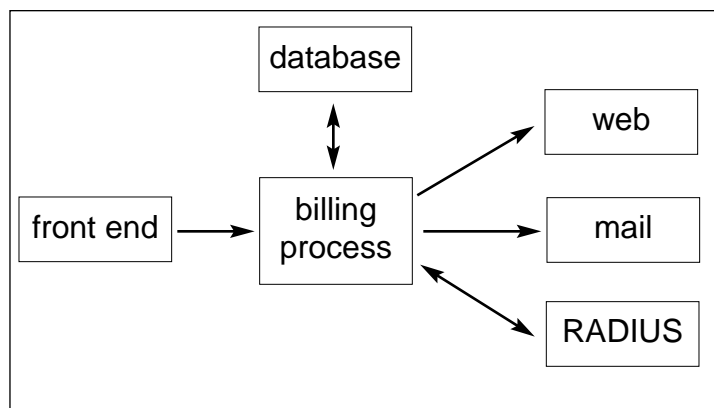 database
web
front end
billing
process
mail
RADIUS